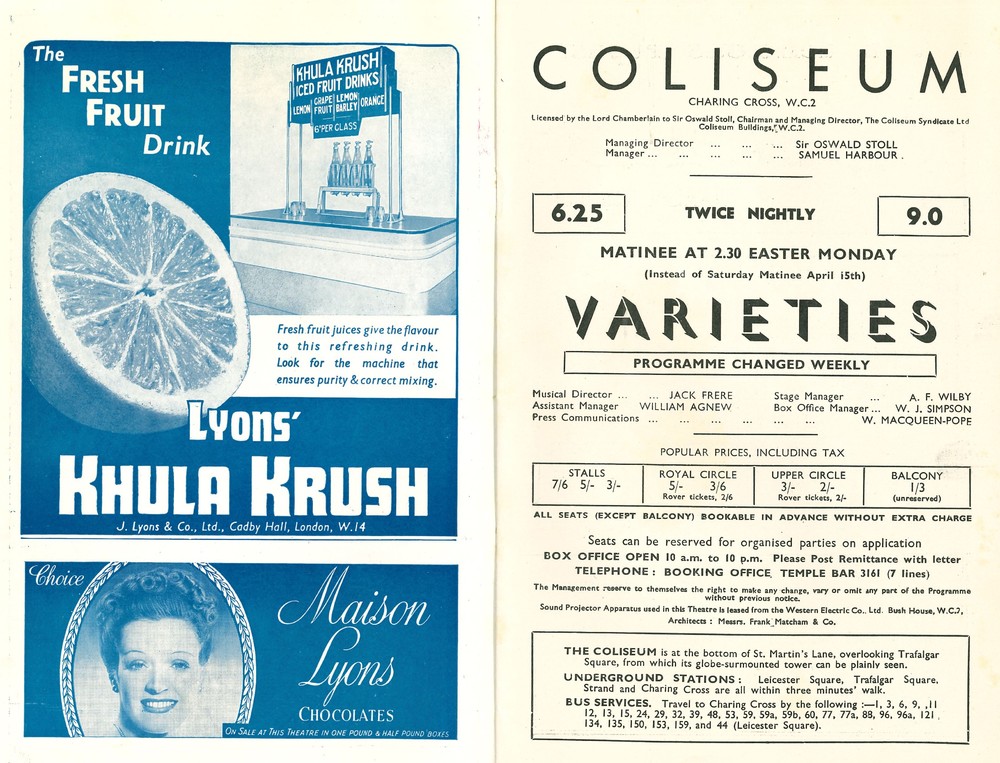 The
FRESH
FRUIT
Drink
KHULA KRUSH
ICED FRUIT DRINKS
LEMON GRAPE FRUIT LEMON BARLEY ORANGE
6D PER GLASS
Fresh fruit juices give the flavour
to this refreshing drink.
Look for the machine that
ensures purity & correct mixing.
Lyons'
KHULA KRUSH
J. Lyons & Co., Ltd., Cadby Hall, London, W.14
Choice
Maison
Lyons
CHOCOLATES
ON SALE AT THIS THEATRE IN ONE POUND & HALF POUND BOXES
COLISEUM
CHARING CROSS, W.C.2
Licensed by the Lord Chamberlain to Sir Oswald Stoll, Chairman and Managing Director, The Coliseum Syndicate Ltd
Coliseum Buildings, W.C.2.
Managing Director ... ... ... Sir OSWALD STOLL
Manager ... ... ... ... SAMUEL HARBOUR.
6.25 TWICE NIGHTLY 9.0
MATINEE AT 2.30 EASTER MONDAY
(Instead of Saturday Matinee April 15th)
VARIETIES
PROGRAMME CHANGED WEEKLY
Musical Director ... ... JACK FRERE Stage Manager ... A. F. WILBY
Assistant Manager WILLIAM AGNEW Box Office Manager ... W. J. SIMPSON
Press Communications ... ... ... ... ... W. MACQUEEN-POPE
POPULAR PRICES, INCLUDING TAX
STALLS ROYAL CIRCLE UPPER CIRCLE BALCONY
7/6 5/- 3/- 5/- 3/6 3/- 2/- 1/3
Rover tickets, 2/6 Rover tickets, 2/- (unreserved)
ALL SEATS (EXCEPT BALCONY) BOOKABLE IN ADVANCE WITHOUT EXTRA CHARGE
Seats can be reserved for organised parties on application
BOX OFFICE OPEN 10 a.m. to 10 p.m. Please Post Remittance with letter
TELEPHONE : BOOKING OFFICE, TEMPLE BAR 3161 (7 lines)
The Management reserve to themselves the right to make any change, vary or omit any part of the Programme
without previous notice.
Sound Projector Apparatus used in this Theatre is leased from the Western Electric Co., Ltd. Bush House, W.C.2,
Architects : Messrs. Frank Matcham & Co.
THE COLISEUM is at the bottom of St. Martin's Lane, overlooking Trafalgar
Square, from which its globe-surmounted tower can be plainly seen.
UNDERGROUND STATIONS : Leicester Square, Trafalgar Square,
Strand and Charing Cross are all within three minutes' walk.
BUS SERVICES. Travel to Charing Cross by the following :—1, 3, 6, 9, 11
12, 13, 15, 24, 29, 32, 39, 48, 53, 59, 59a, 59b, 60, 77, 77a, 88, 96, 96a, 121,
134, 135, 150, 153, 159, and 44 (Leicester Square).